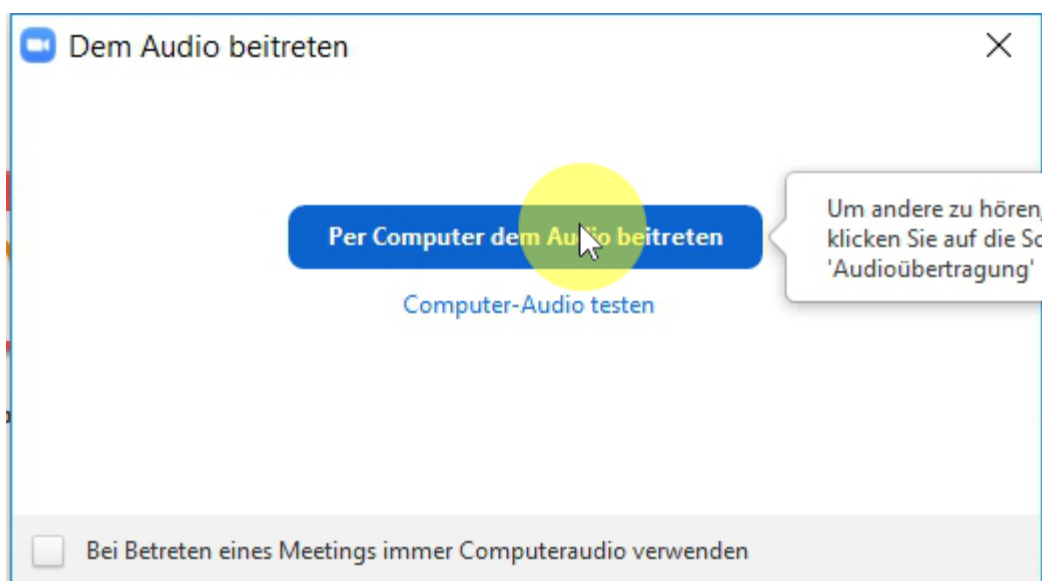 Dem Audio beitreten
Per Computer dem Audio beitreten
Um andere zu hören,
klicken Sie auf die
'Audioübertragung'
Computer-Audio testen
Bei Betreten eines Meetings immer Computeraudio verwenden